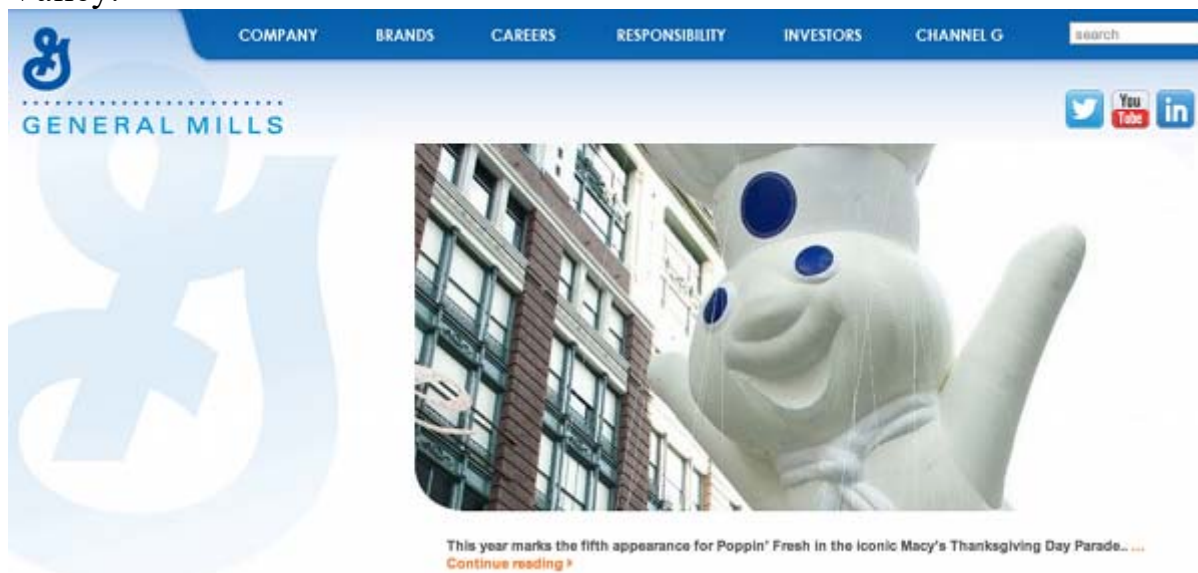 Valley.
COMPANY BRANDS CAREERS RESPONSIBILITY INVESTORS CHANNEL G search
G
GENERAL MILLS
You
Tube
in
This year marks the fifth appearance for Poppin' Fresh in the iconic Macy's Thanksgiving Day Parade.. ...
Continue reading >